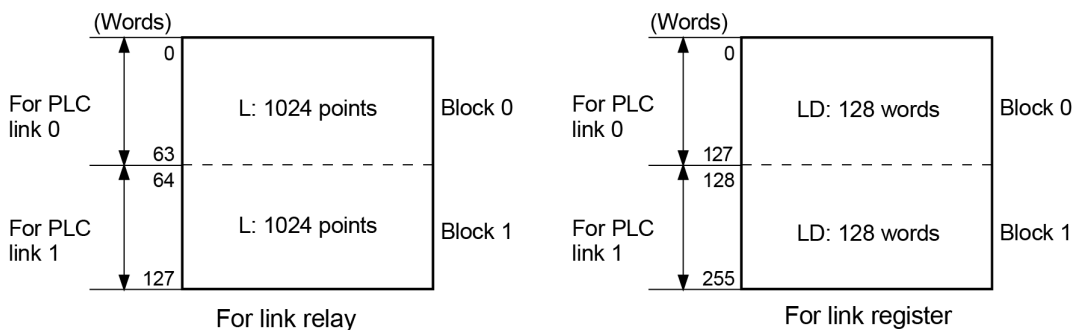 (Words)
0
For PLC
link 0
L: 1024 points
Block 0
63
64
For PLC
link 1
L: 1024 points
Block 1
127
For link relay
(Words)
0
For PLC
link 0
LD: 128 words
Block 0
127
128
For PLC
link 1
LD: 128 words
Block 1
255
For link register